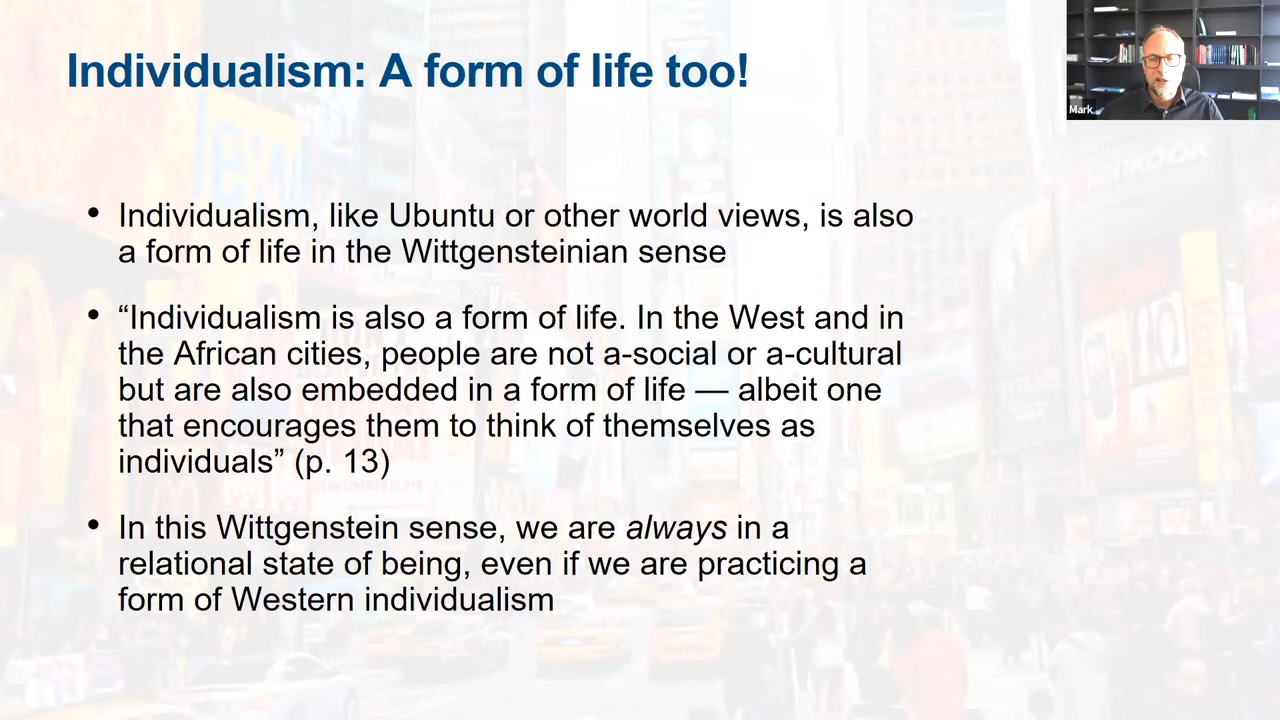 Individualism: A form of life too!
Mark
• Individualism, like Ubuntu or other world views, is also
a form of life in the Wittgensteinian sense
• “Individualism is also a form of life. In the West and in
the African cities, people are not a-social or a-cultural
but are also embedded in a form of life — albeit one
that encourages them to think of themselves as
individuals” (p. 13)
• In this Wittgenstein sense, we are always in a
relational state of being, even if we are practicing a
form of Western individualism